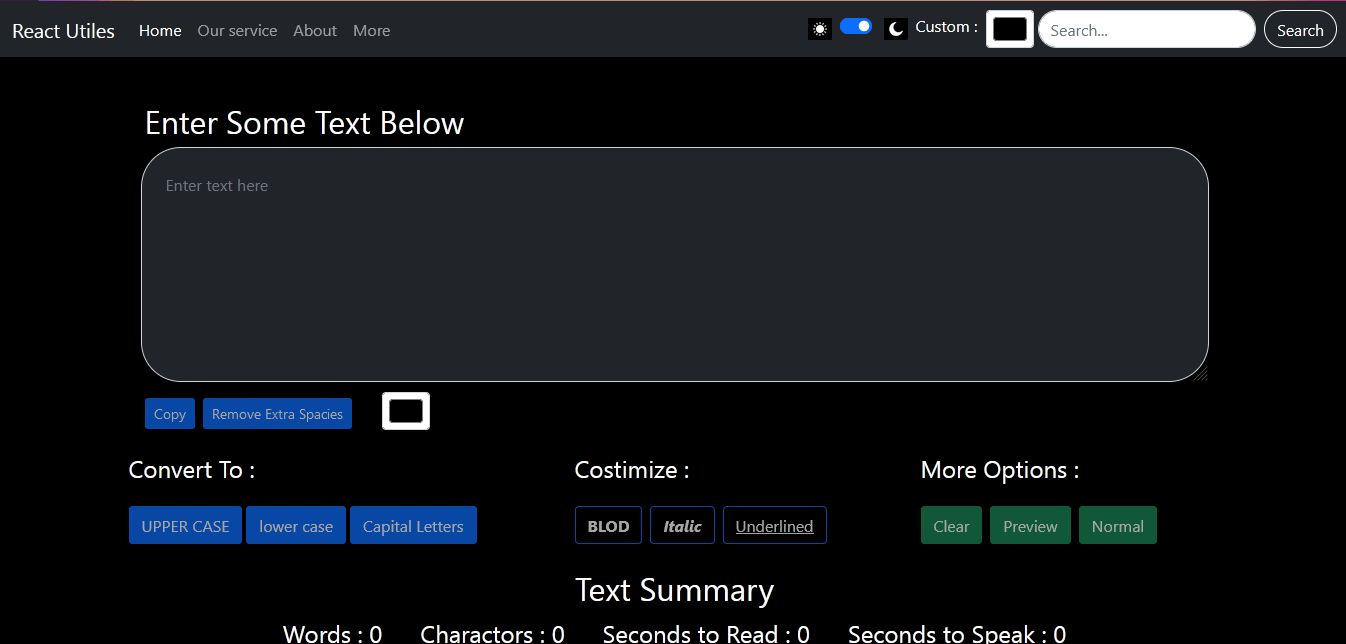 React Utiles Home Our service About More Custom : Search... Search
Enter Some Text Below
Enter text here
Copy Remove Extra Spacies
Convert To : Costimize : More Options :
UPPER CASE lower case Capital Letters BLOD Italic Underlined Clear Preview Normal
Text Summary
Words : 0 Charactors : 0 Seconds to Read : 0 Seconds to Speak : 0